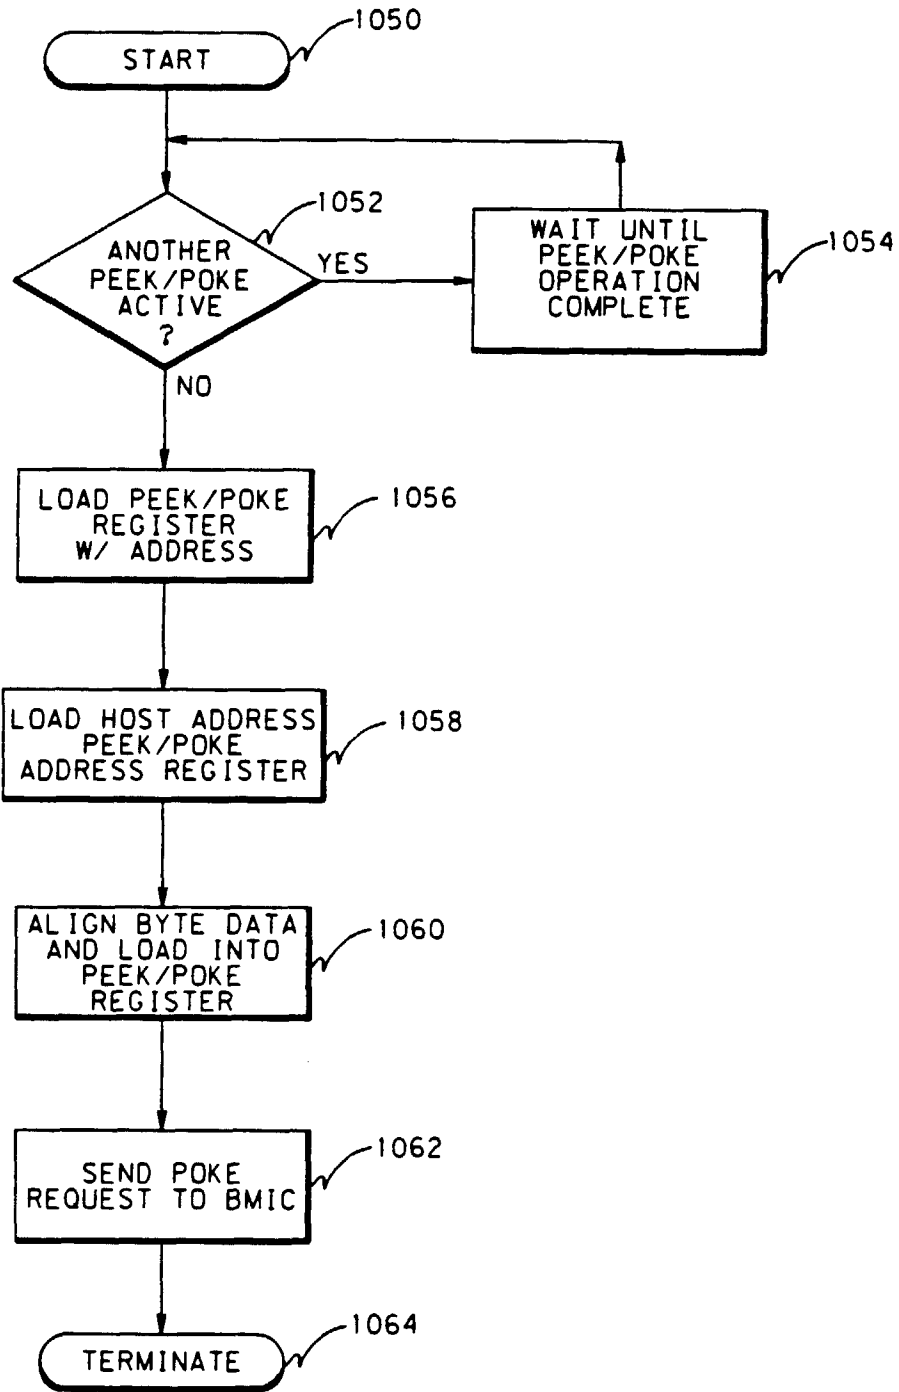 1050
START
1052
ANOTHER
PEEK/POKE
ACTIVE
?
YES
WAIT UNTIL
PEEK/POKE
OPERATION
COMPLETE
1054
NO
LOAD PEEK/POKE
REGISTER
W/ ADDRESS
1056
LOAD HOST ADDRESS
PEEK/POKE
ADDRESS REGISTER
1058
ALIGN BYTE DATA
AND LOAD INTO
PEEK/POKE
REGISTER
1060
SEND POKE
REQUEST TO BMIC
1062
TERMINATE
1064